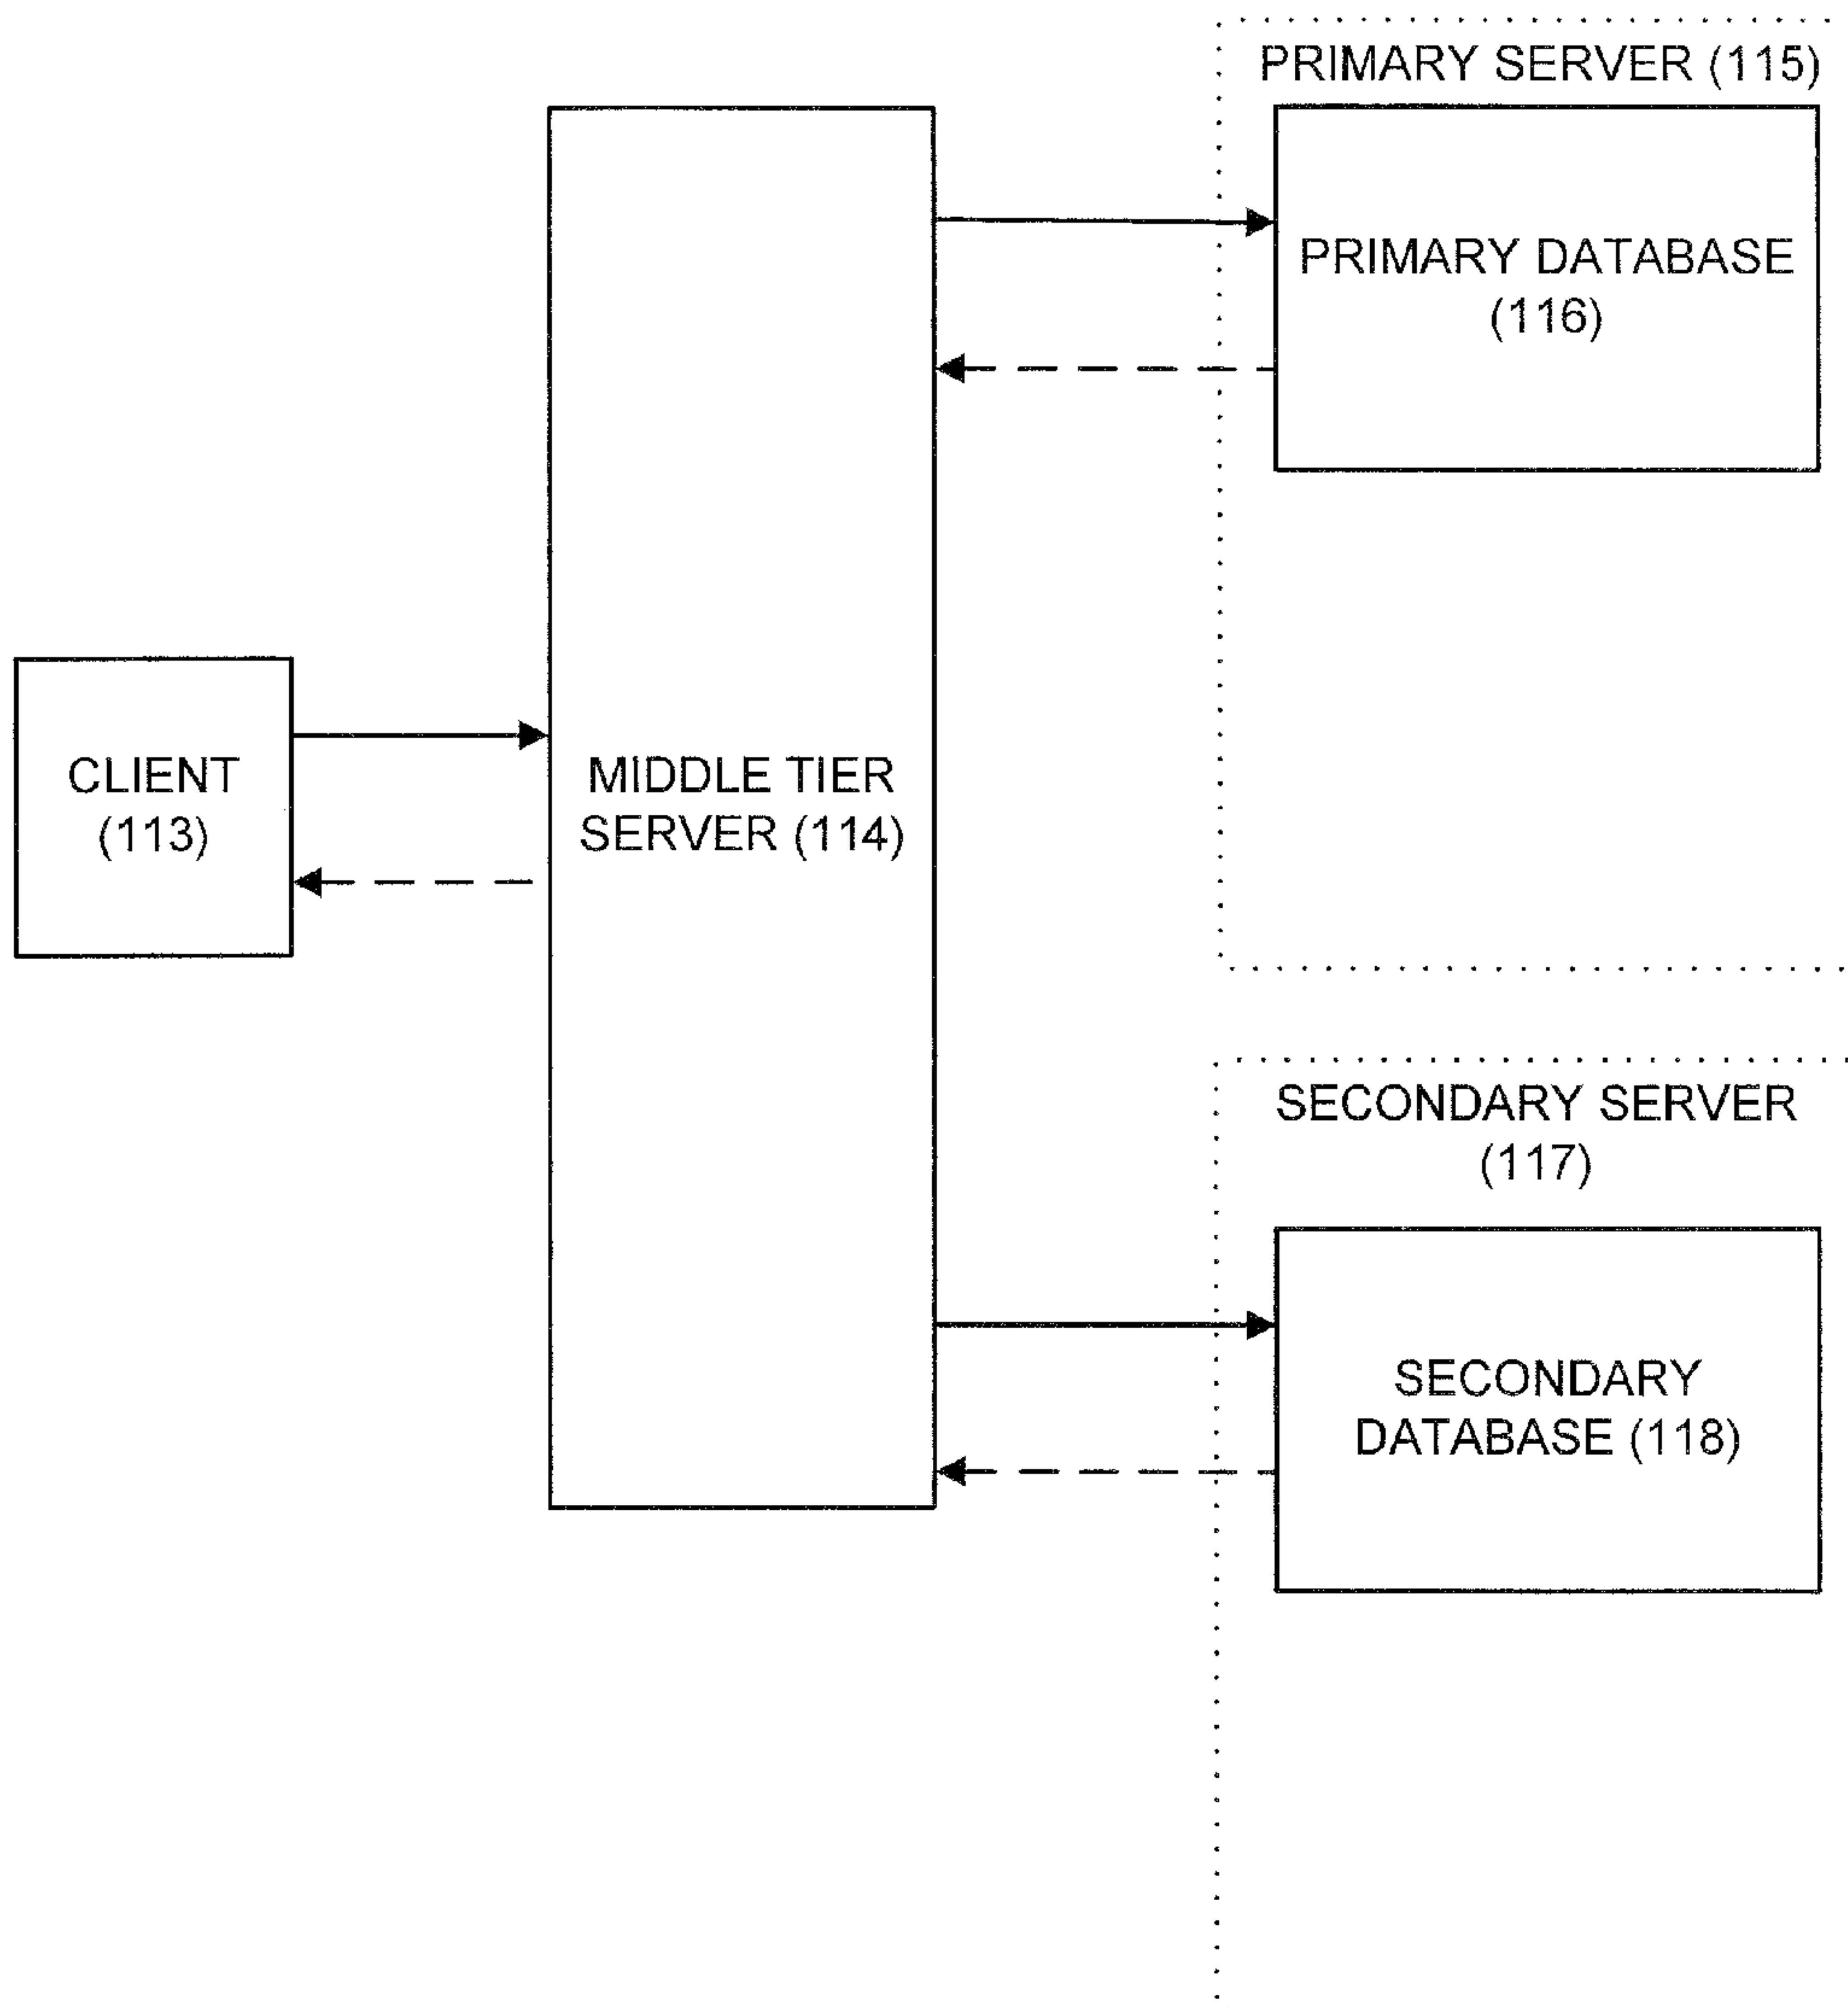 PRIMARY SERVER (115)
PRIMARY DATABASE
(116)
CLIENT
(113)
MIDDLE TIER
SERVER (114)
SECONDARY SERVER
(117)
SECONDARY
DATABASE (118)